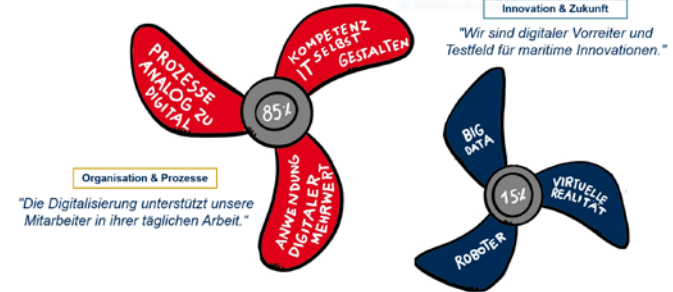 PROZESSE
ANALOG ZU
DIGITAL
KOMPETENZ
IT SELBST
GESTALTEN
85%
ANWENDUNG
DIGITALER
MEHRWERT
Organisation & Prozesse
"Die Digitalisierung unterstützt unsere
Mitarbeiter in ihrer täglichen Arbeit."
Innovation & Zukunft
"Wir sind digitaler Vorreiter und
Testfeld für maritime Innovationen."
BIG
DATA
15%
VIRTUELLE
REALITÄT
ROBOTER